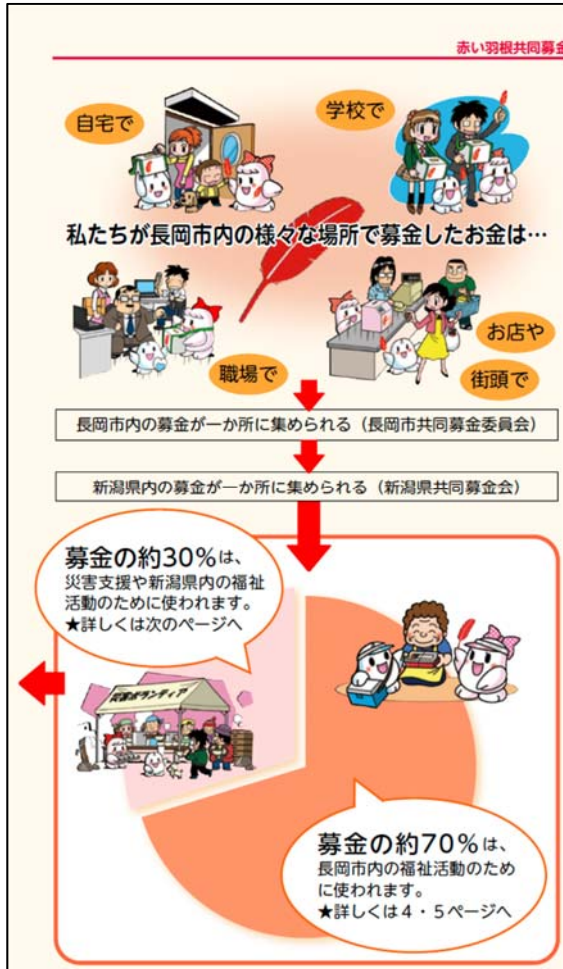 赤い羽根共同募金
自宅で
学校で
私たちが長岡市内の様々な場所で募金したお金は…
職場で
お店や
街頭で
長岡市内の募金が一か所に集められる（長岡市共同募金委員会）
新潟県内の募金が一か所に集められる（新潟県共同募金会）
募金の約30％は、
災害支援や新潟県内の福祉
活動のために使われます。
★詳しくは次のページへ
災害ボランティア
募金の約70％は、
長岡市内の福祉活動のため
に使われます。
★詳しくは４・５ページへ